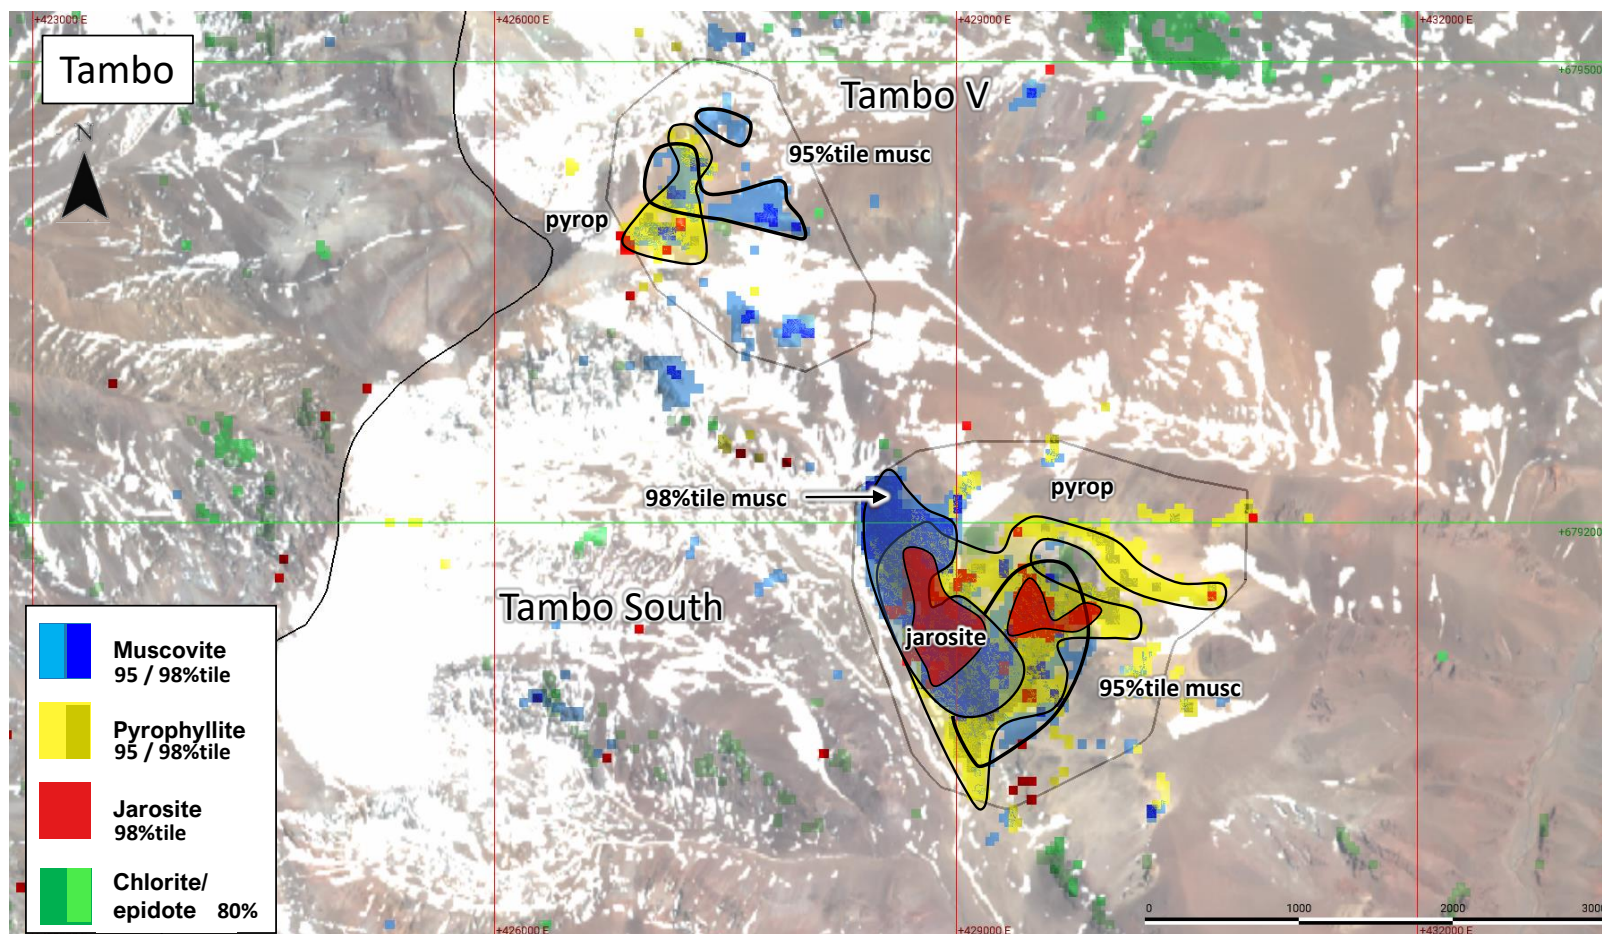 +423000 E
+426000 E
+429000 E
+432000 E
Tambo
Tambo V
+679500
N
95%tile musc
pyrop
98%tile musc
pyrop
+679200
Tambo South
jarosite
95%tile musc
Muscovite
95 / 98%tile
Pyrophyllite
95 / 98%tile
Jarosite
98%tile
Chlorite/
epidote 80%
0 1000 2000 3000
+426000 E
+429000 E
+432000 E